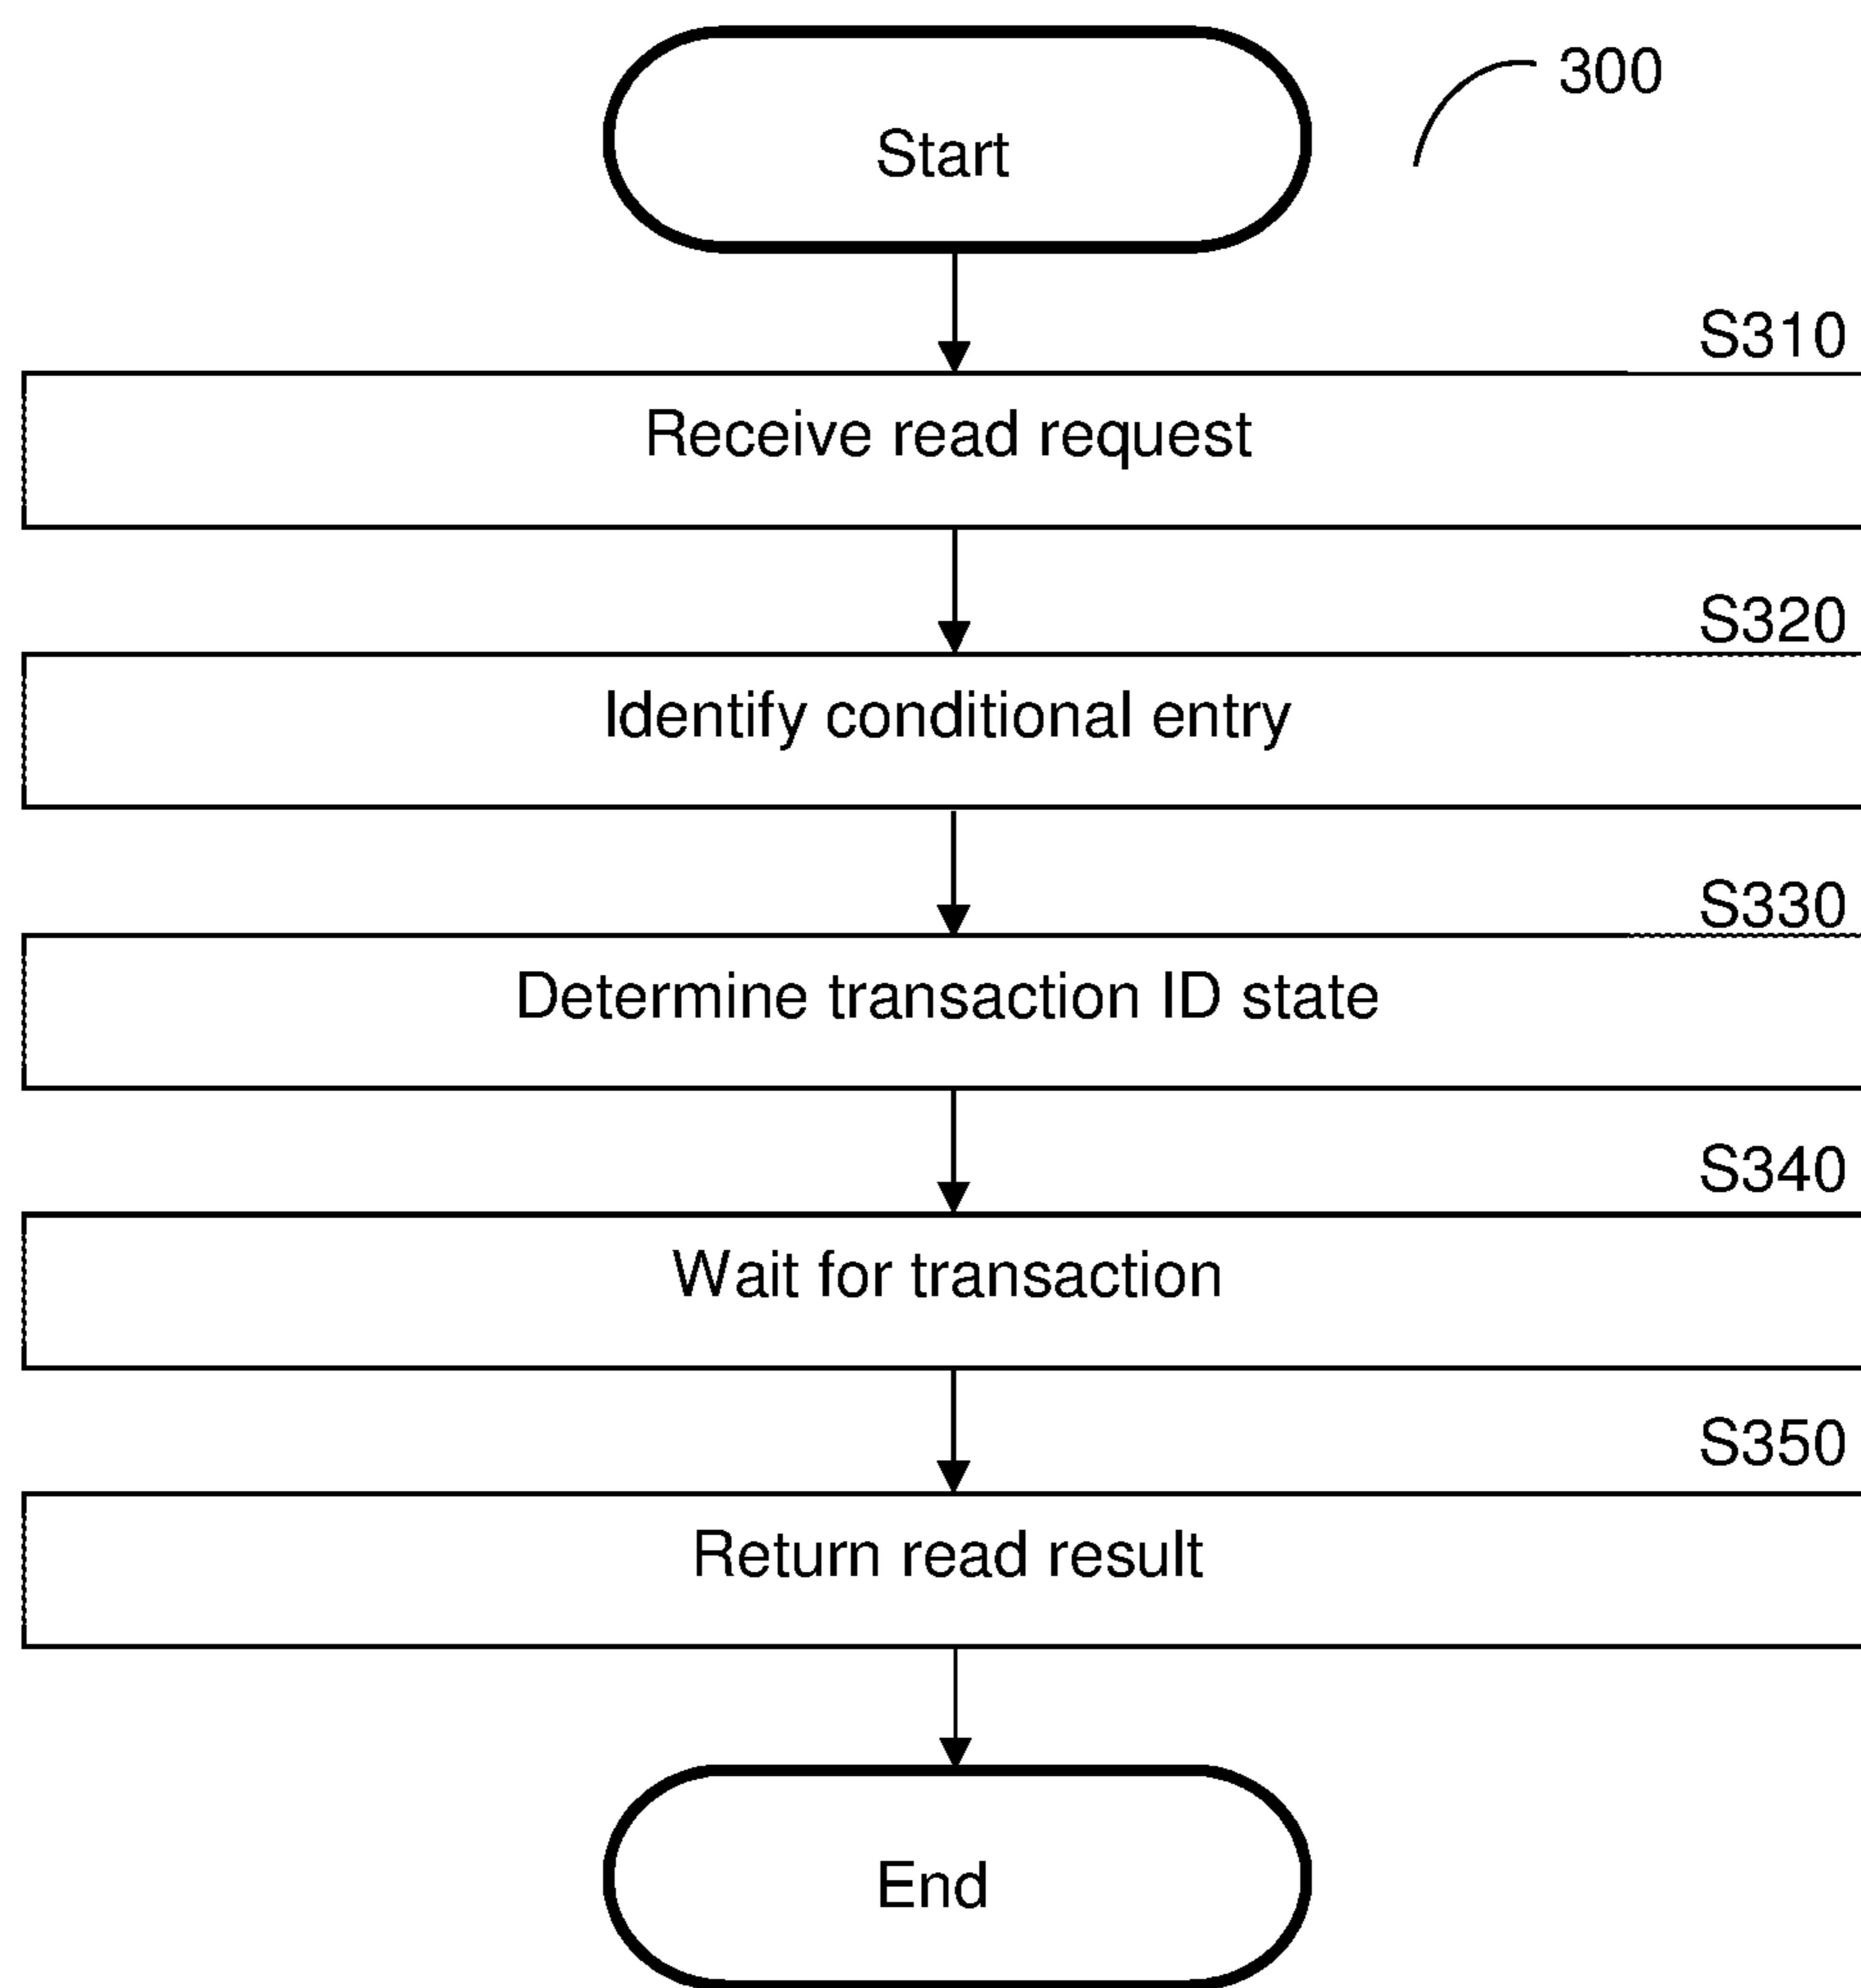 Start
300
S310
Receive read request
S320
Identify conditional entry
S330
Determine transaction ID state
S340
Wait for transaction
S350
Return read result
End